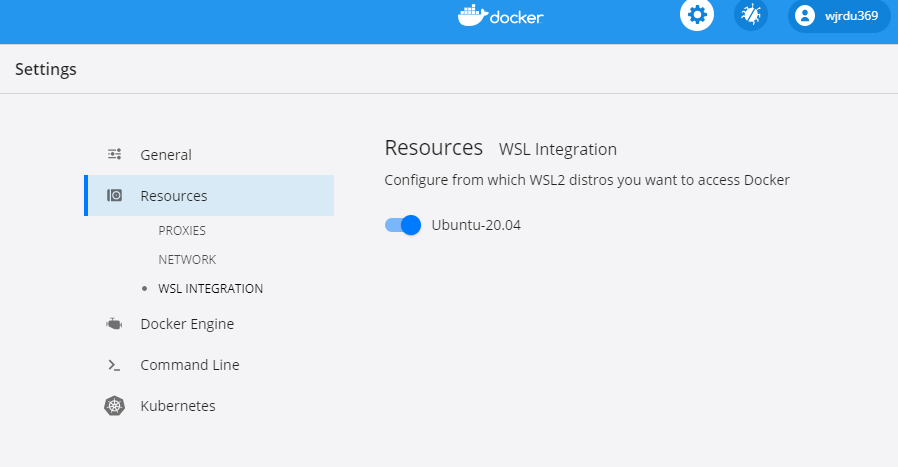 docker
wjrdu369
Settings
General
Resources
PROXIES
NETWORK
WSL INTEGRATION
Docker Engine
Command Line
Kubernetes
Resources WSL Integration
Configure from which WSL2 distros you want to access Docker
Ubuntu-20.04